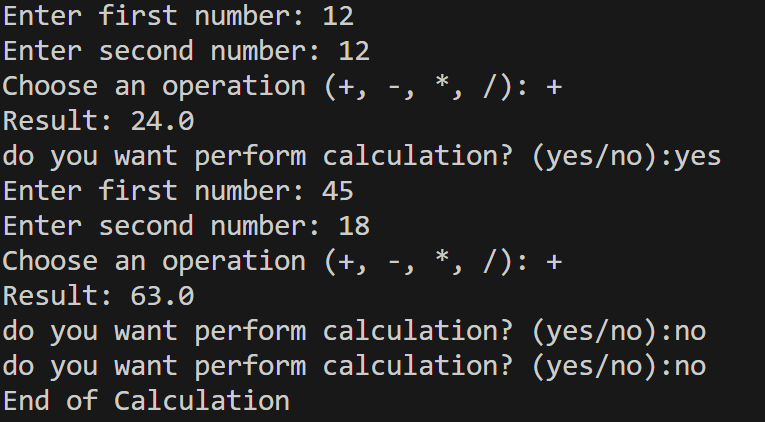 Enter first number: 12
Enter second number: 12
Choose an operation (+, -, *, /): +
Result: 24.0
do you want perform calculation? (yes/no):yes
Enter first number: 45
Enter second number: 18
Choose an operation (+, -, *, /): +
Result: 63.0
do you want perform calculation? (yes/no):no
do you want perform calculation? (yes/no):no
End of Calculation